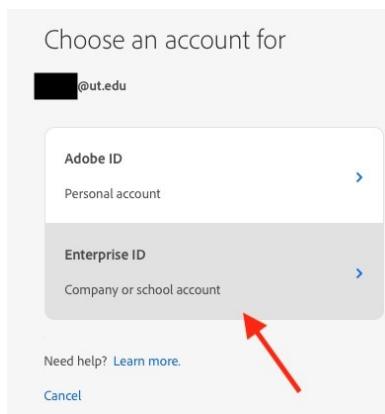 Choose an account for
@ut.edu
Adobe ID
Personal account
Enterprise ID
Company or school account
Need help? Learn more.
Cancel